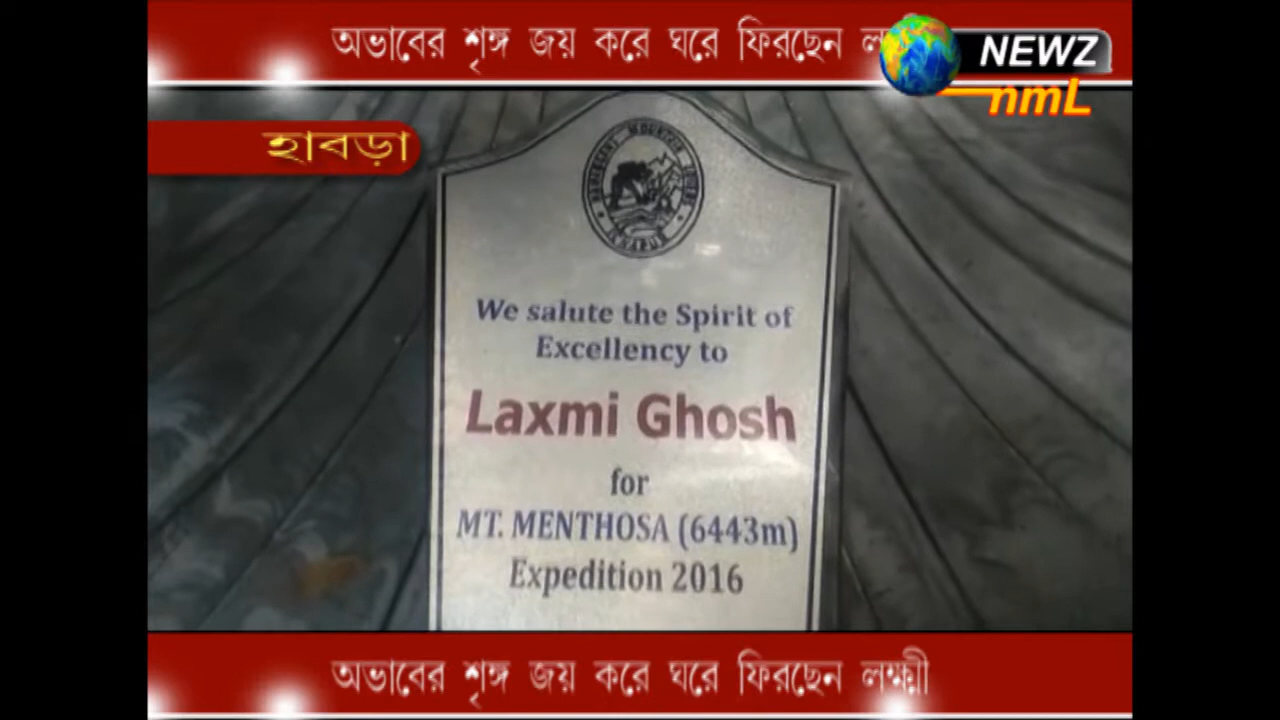 অভাবের শৃঙ্গ জয় করে ঘরে ফিরছেন ল
NEWZ
nmL
হাবড়া
We salute the Spirit of
Excellency to
Laxmi Ghosh
for
MT. MENTHOSA (6443m)
Expedition 2016
অভাবের শৃঙ্গ জয় করে ঘরে ফিরছেন লক্ষ্মী